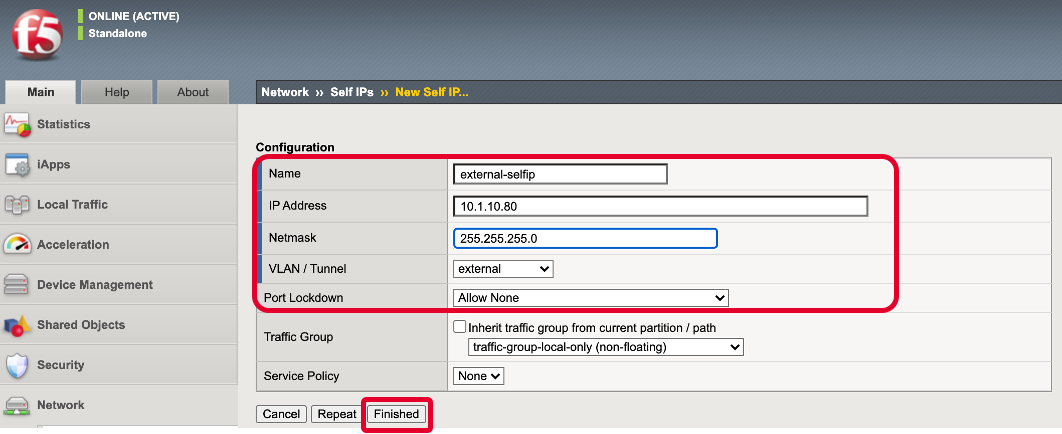 f5
ONLINE (ACTIVE)
Standalone
Main Help About
Network ›› Self IPs ›› New Self IP...
Statistics
iApps
Local Traffic
Acceleration
Device Management
Shared Objects
Security
Network
Configuration
Name external-selfip
IP Address 10.1.10.80
Netmask 255.255.255.0
VLAN / Tunnel external
Port Lockdown Allow None
Traffic Group Inherit traffic group from current partition / path
traffic-group-local-only (non-floating)
Service Policy None
Cancel Repeat Finished